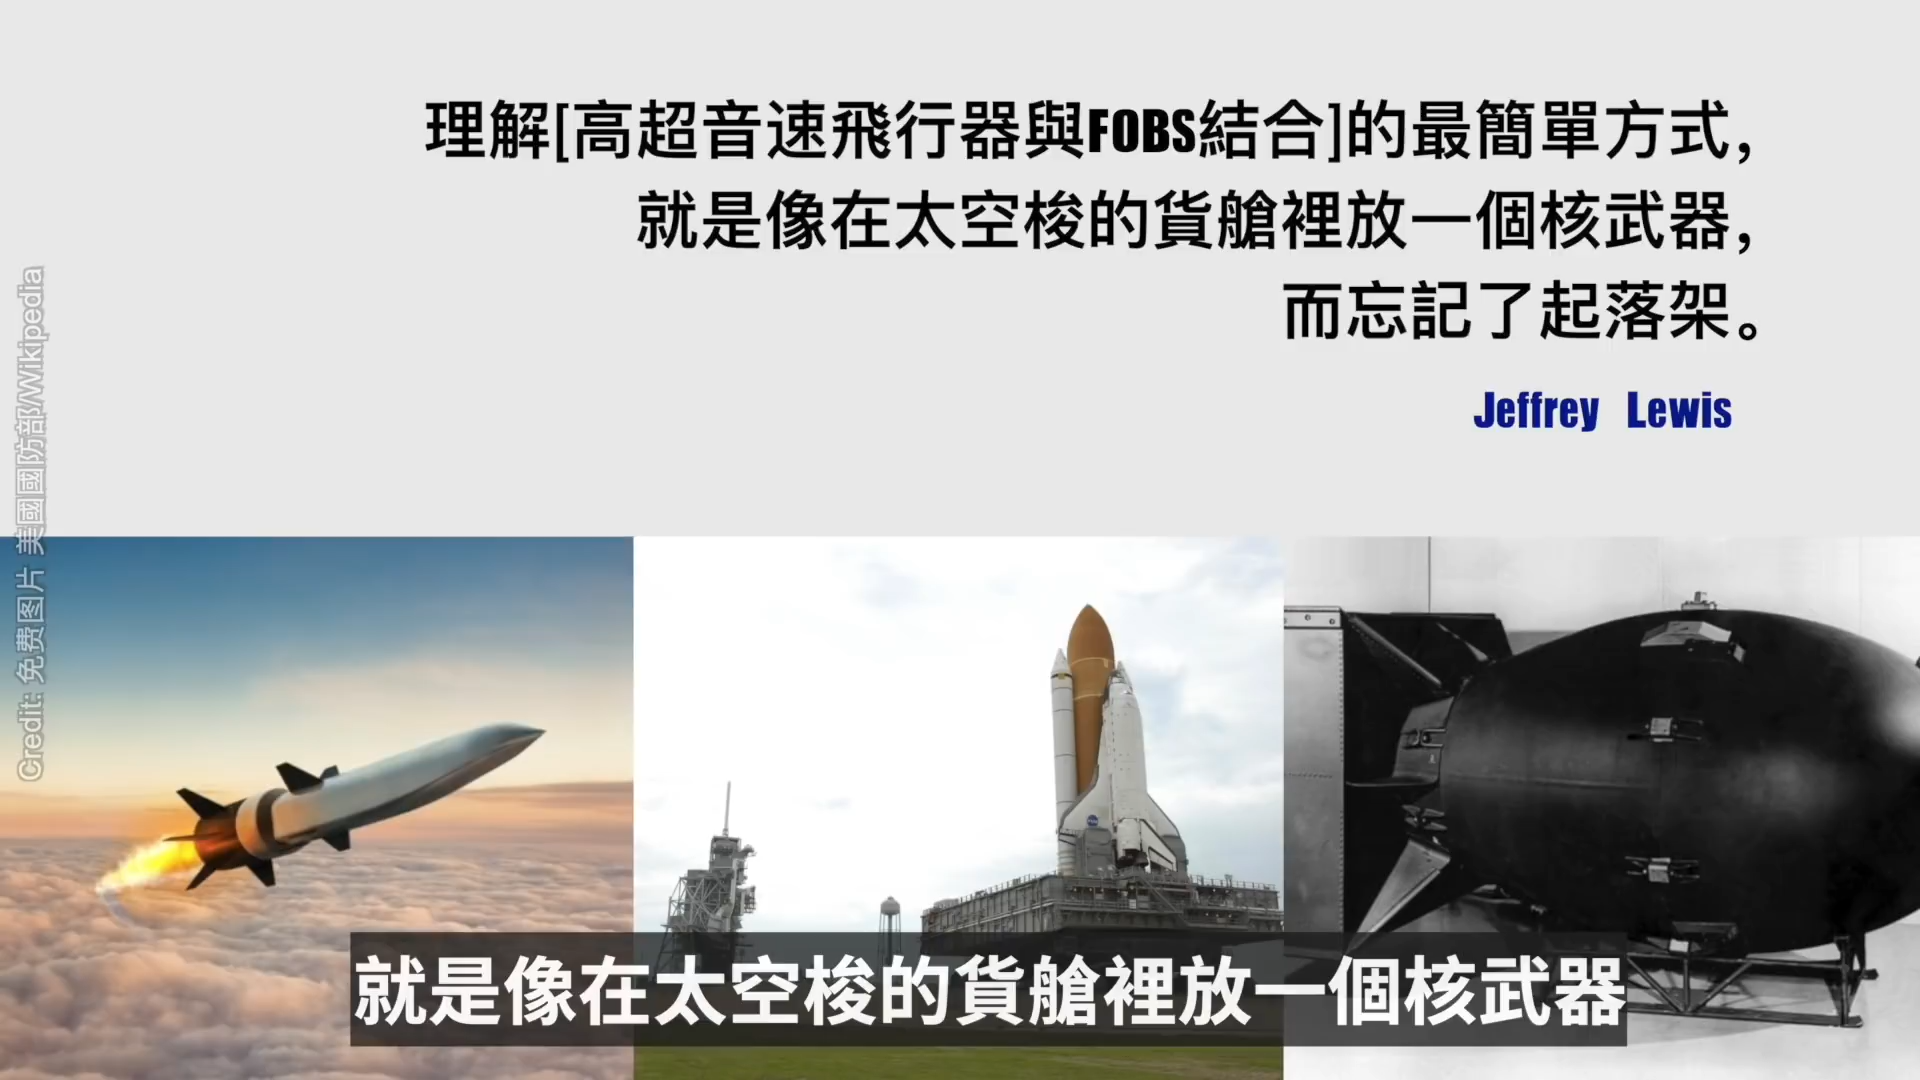 理解[高超音速飛行器與FOBS結合]的最簡單方式,
就是像在太空梭的貨艙裡放一個核武器,
而忘記了起落架。
Jeffrey Lewis
Credit: 免费图片 美國國防部/Wikipedia
就是像在太空梭的貨艙裡放一個核武器